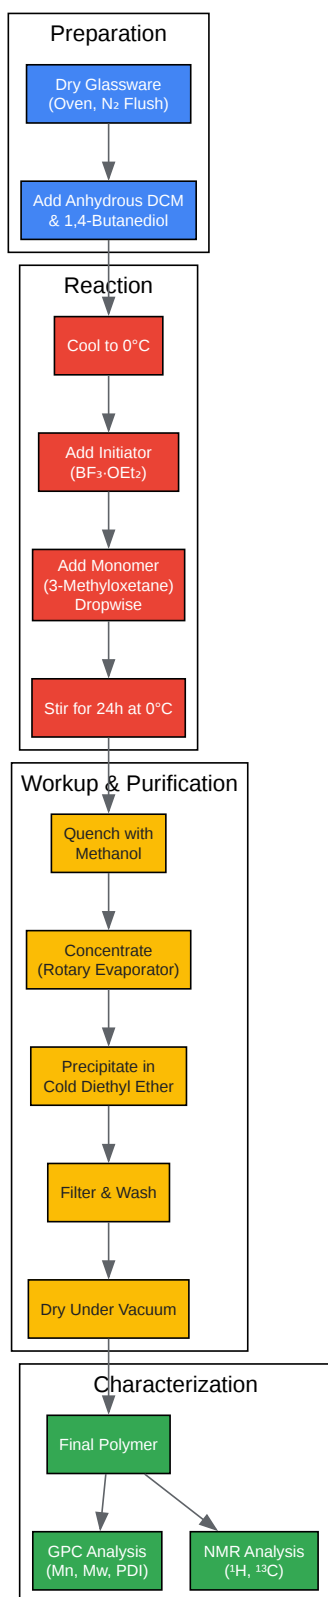 Preparation
Dry Glassware
(Oven, N₂ Flush)
Add Anhydrous DCM
& 1,4-Butanediol
Reaction
Cool to 0°C
Add Initiator
(BF₃·OEt₂)
Add Monomer
(3-Methyloxetane)
Dropwise
Stir for 24h at 0°C
Workup & Purification
Quench with
Methanol
Concentrate
(Rotary Evaporator)
Precipitate in
Cold Diethyl Ether
Filter & Wash
Dry Under Vacuum
Characterization
Final Polymer
GPC Analysis
(Mn, Mw, PDI)
NMR Analysis
(¹H, ¹³C)